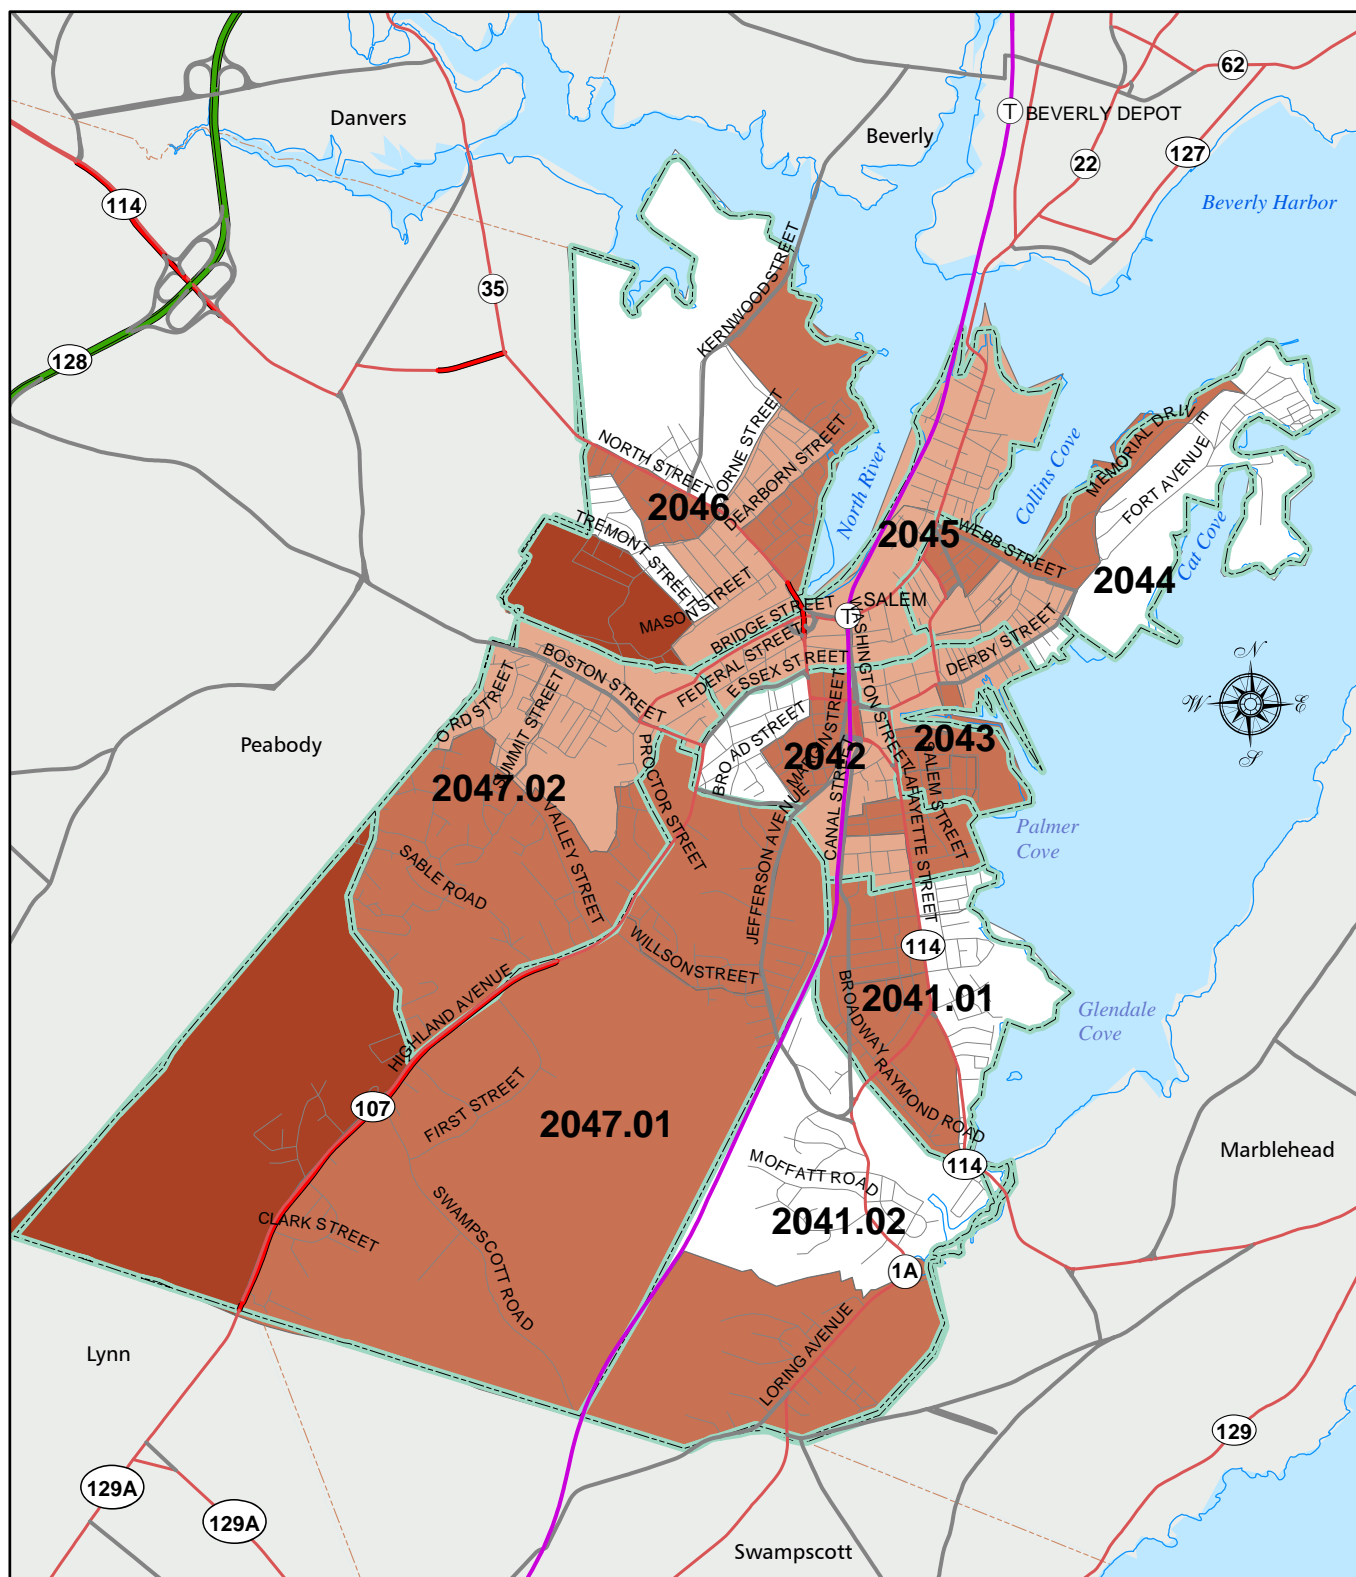 62
Danvers
T BEVERLY DEPOT
Beverly
127
22
114
Beverly Harbor
35
KERNWOOD STREET
128
MEMORIAL DRIVE
NORTH STREET
ORNE STREET
DEARBORN STREET
FORT AVENUE
2046
North River
Collins Cove
TREMONT STREET
2045
WEBB STREET
Cat Cove
2044
MASON STREET
BRIDGE STREET
T SALEM
FEDERAL STREET
WASHINGTON STREET
DERBY STREET
ESSEX STREET
BOSTON STREET
N
W E
S
ORD STREET
SUMMIT STREET
BROAD STREET
MARGIN STREET
Peabody
2042
2043
PROCTOR STREET
CANAL STREET
LAFAYETTE STREET
SALEM STREET
2047.02
JEFFERSON AVENUE
VALLEY STREET
Palmer
Cove
SABLE ROAD
WILLSON STREET
114
HIGHLAND AVENUE
BROADWAY
2041.01
Glendale
Cove
107
FIRST STREET
2047.01
RAYMOND ROAD
Marblehead
MOFFATT ROAD
114
SWAMPSCOTT ROAD
CLARK STREET
2041.02
1A
LORING AVENUE
Lynn
129
129A
129A
Swampscott